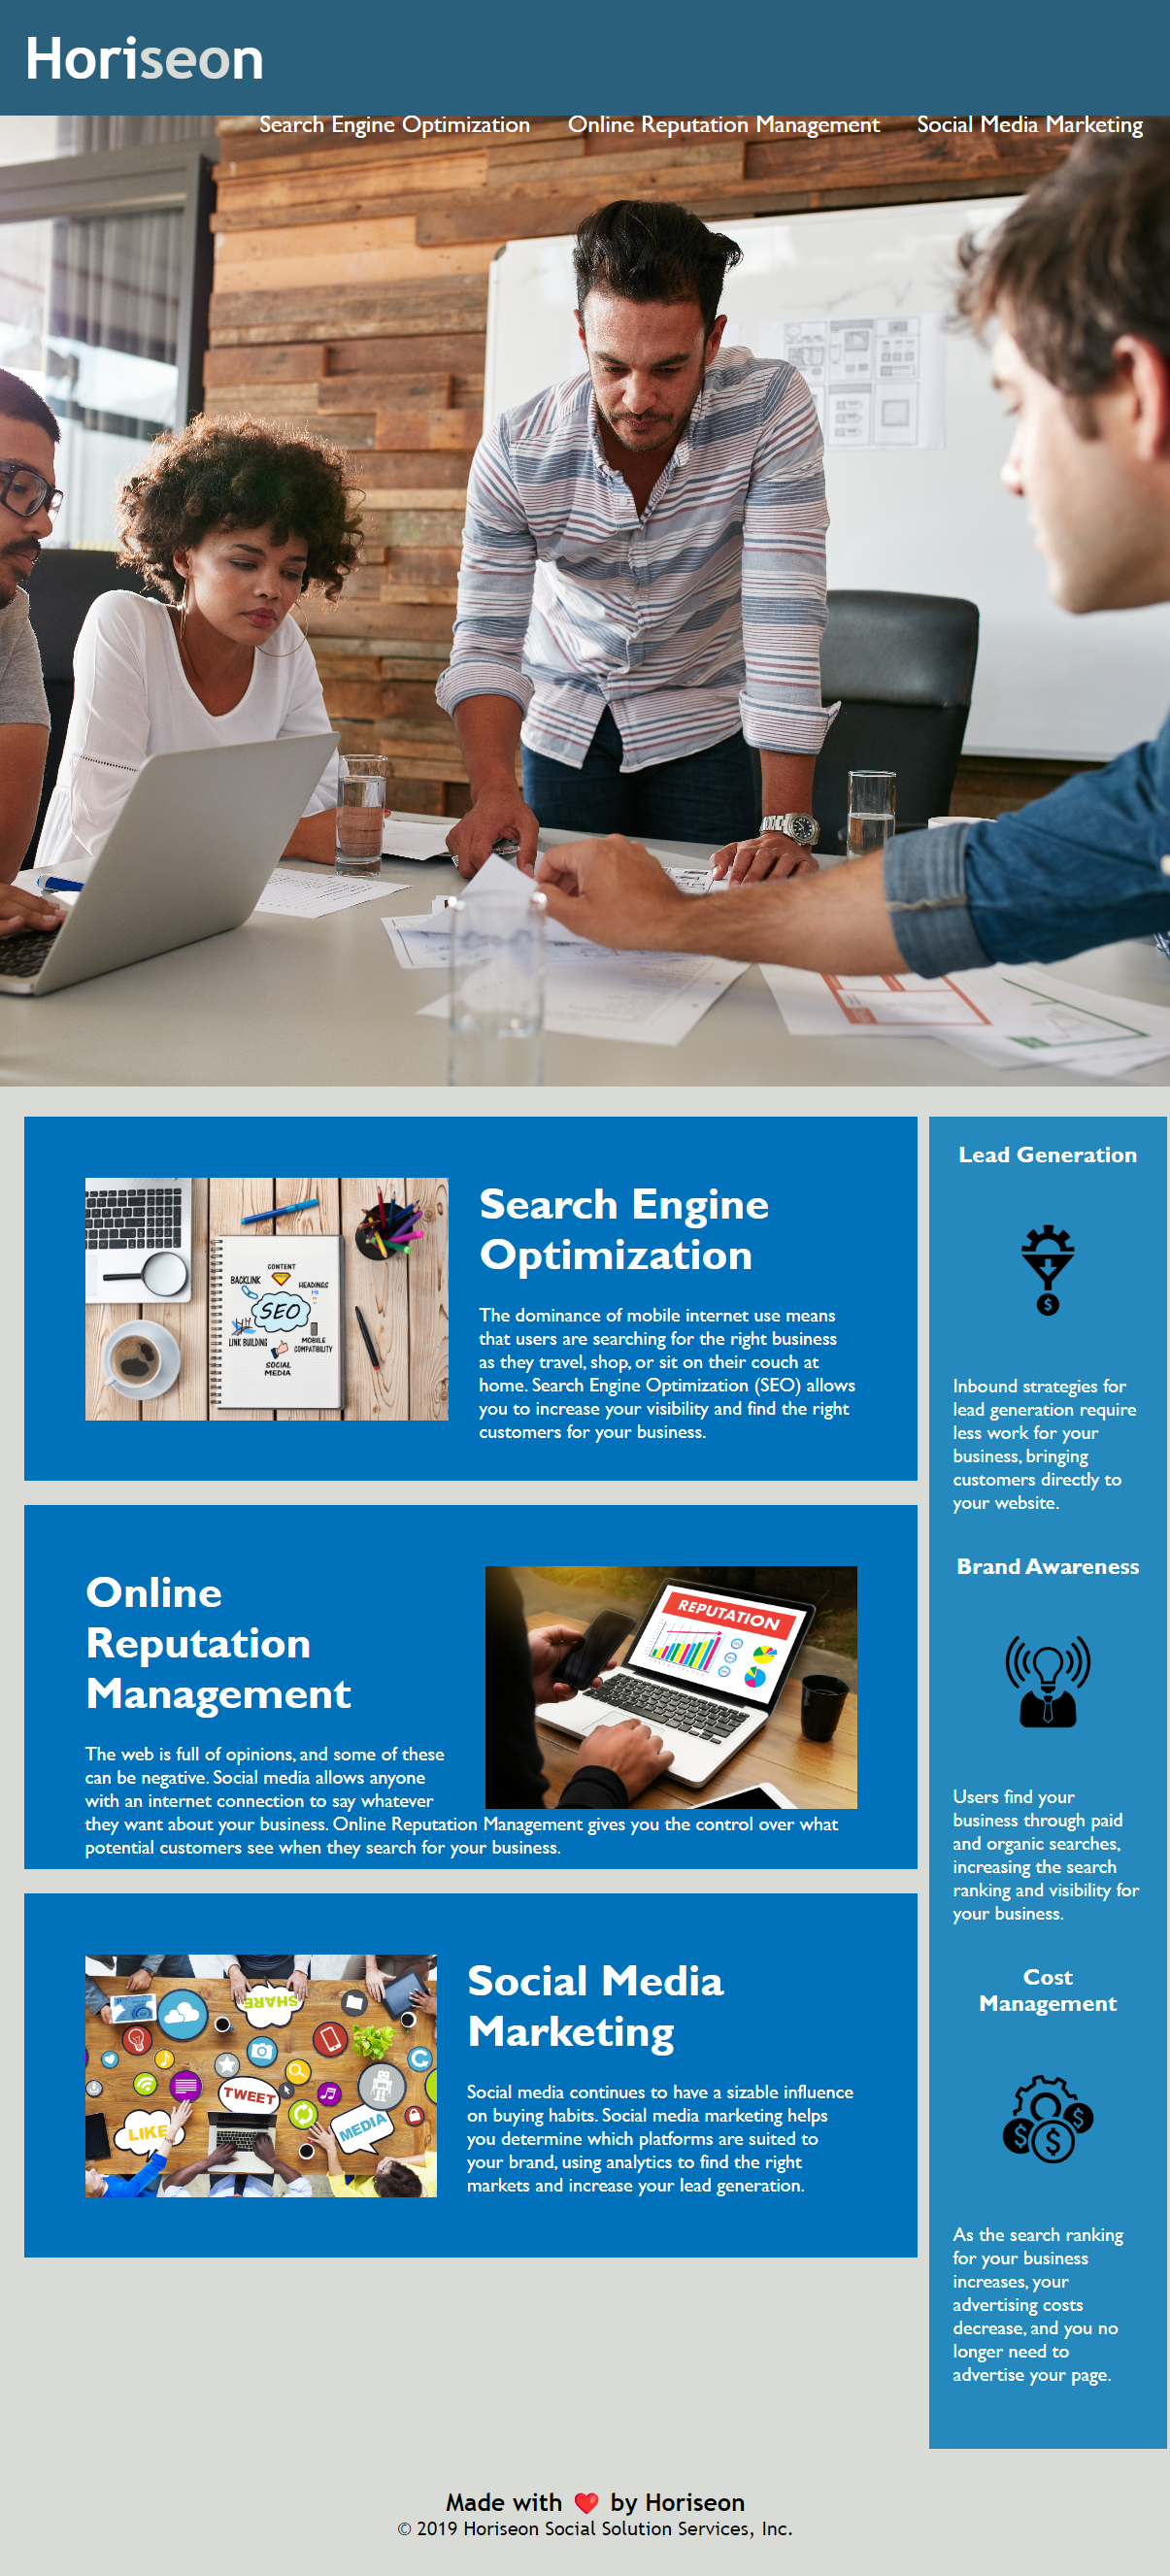 Horiseon
Search Engine Optimization Online Reputation Management Social Media Marketing
CONTENT
BACKLINK
HEADINGS
SEO
LINK BUILDING
MOBILE
COMPATIBILITY
SOCIAL
MEDIA
Search Engine
Optimization
The dominance of mobile internet use means
that users are searching for the right business
as they travel, shop, or sit on their couch at
home. Search Engine Optimization (SEO) allows
you to increase your visibility and find the right
customers for your business.
Online
Reputation
Management
The web is full of opinions, and some of these
can be negative. Social media allows anyone
with an internet connection to say whatever
they want about your business. Online Reputation Management gives you the control over what
potential customers see when they search for your business.
REPUTATION
SHARE
TWEET
LIKE
MEDIA
Social Media
Marketing
Social media continues to have a sizable influence
on buying habits. Social media marketing helps
you determine which platforms are suited to
your brand, using analytics to find the right
markets and increase your lead generation.
Lead Generation
$
Inbound strategies for
lead generation require
less work for your
business, bringing
customers directly to
your website.
Brand Awareness
Users find your
business through paid
and organic searches,
increasing the search
ranking and visibility for
your business.
Cost
Management
$ $ $
As the search ranking
for your business
increases, your
advertising costs
decrease, and you no
longer need to
advertise your page.
Made with ❤️ by Horiseon
© 2019 Horiseon Social Solution Services, Inc.